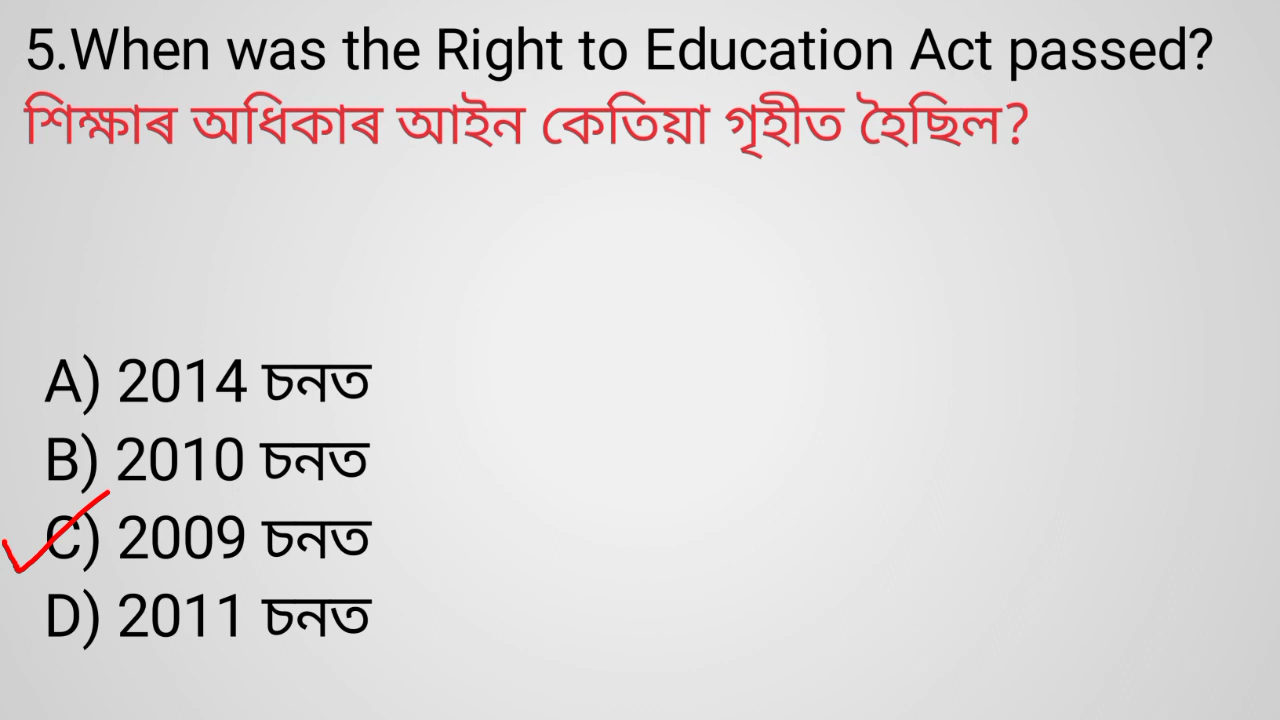 5.When was the Right to Education Act passed?
শিক্ষাৰ অধিকাৰ আইন কেতিয়া গৃহীত হৈছিল?
A) 2014 চনত
B) 2010 চনত
C) 2009 চনত
D) 2011 চনত